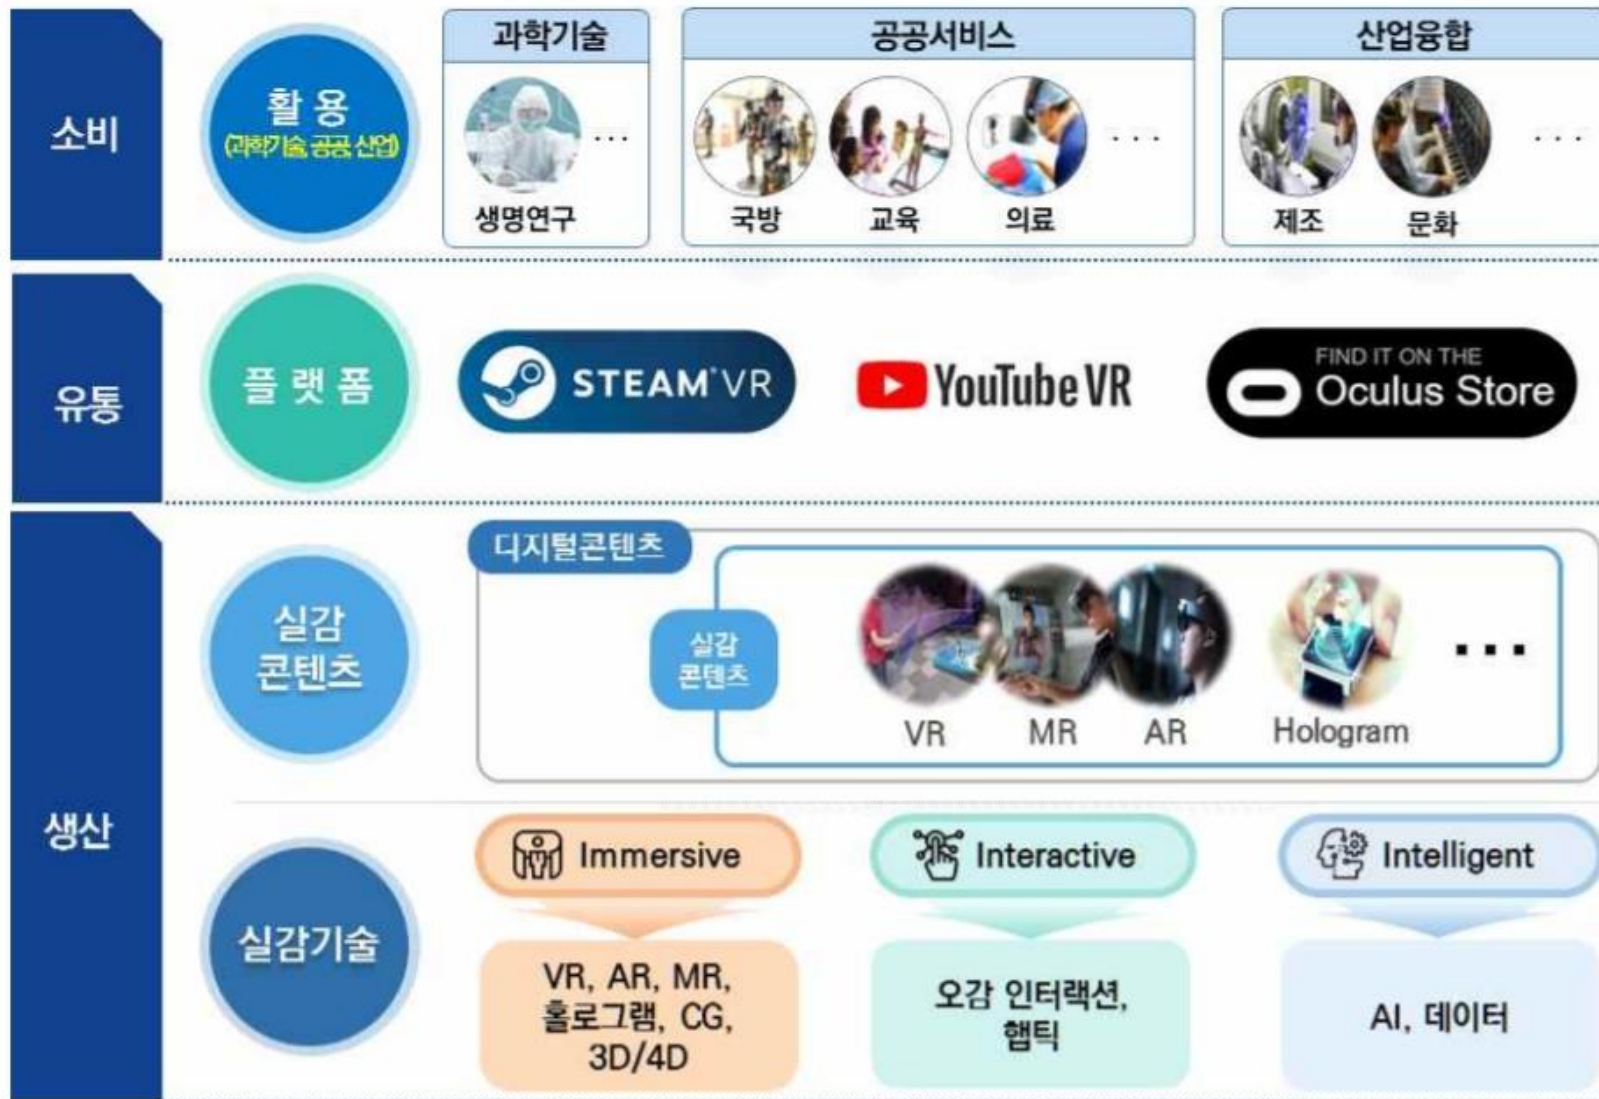 소비
활 용
(과학기술, 공공, 산업)
과학기술
생명연구
...
공공서비스
국방
교육
의료
...
산업융합
제조
문화
...
유통
플 랫 폼
STEAM VR
YouTube VR
FIND IT ON THE
Oculus Store
생산
실감
콘텐츠
디지털콘텐츠
실감
콘텐츠
VR
MR
AR
Hologram
...
실감기술
Immersive
VR, AR, MR,
홀로그램, CG,
3D/4D
Interactive
오감 인터랙션,
햅틱
Intelligent
AI, 데이터